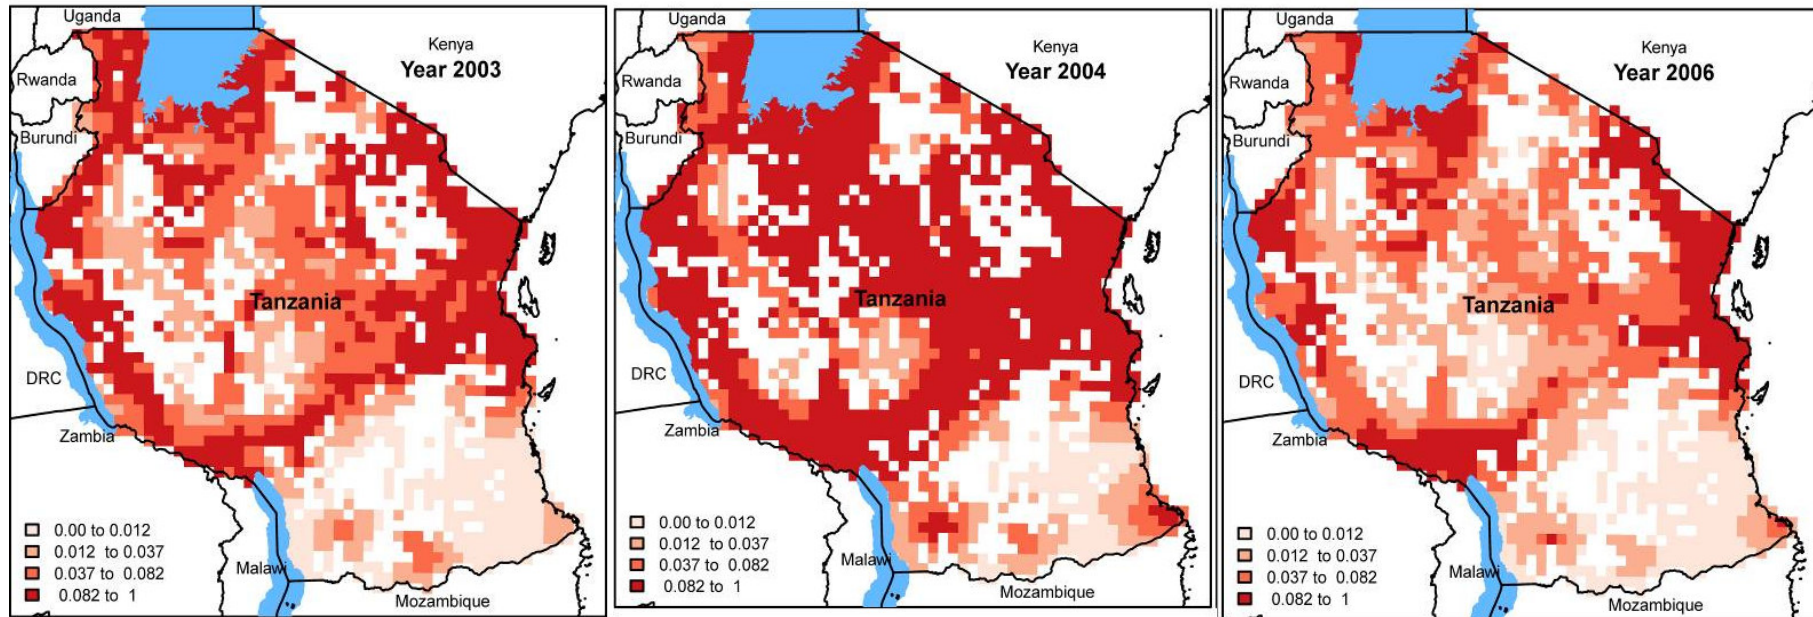 Uganda
Kenya
Year 2003
Rwanda
Burundi
Tanzania
DRC
Zambia
0.00 to 0.012
0.012 to 0.037
0.037 to 0.082
0.082 to 1
Malawi
Mozambique
Uganda
Kenya
Year 2004
Rwanda
Burundi
Tanzania
DRC
Zambia
0.00 to 0.012
0.012 to 0.037
0.037 to 0.082
0.082 to 1
Malawi
Mozambique
Uganda
Kenya
Year 2006
Rwanda
Burundi
Tanzania
DRC
Zambia
0.00 to 0.012
0.012 to 0.037
0.037 to 0.082
0.082 to 1
Malawi
Mozambique